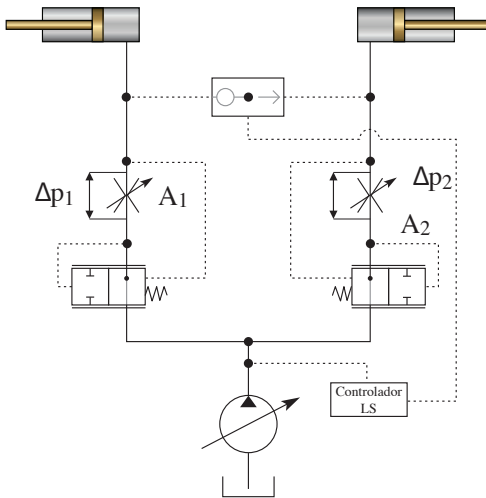 Δp1
A1
Δp2
A2
Controlador
LS